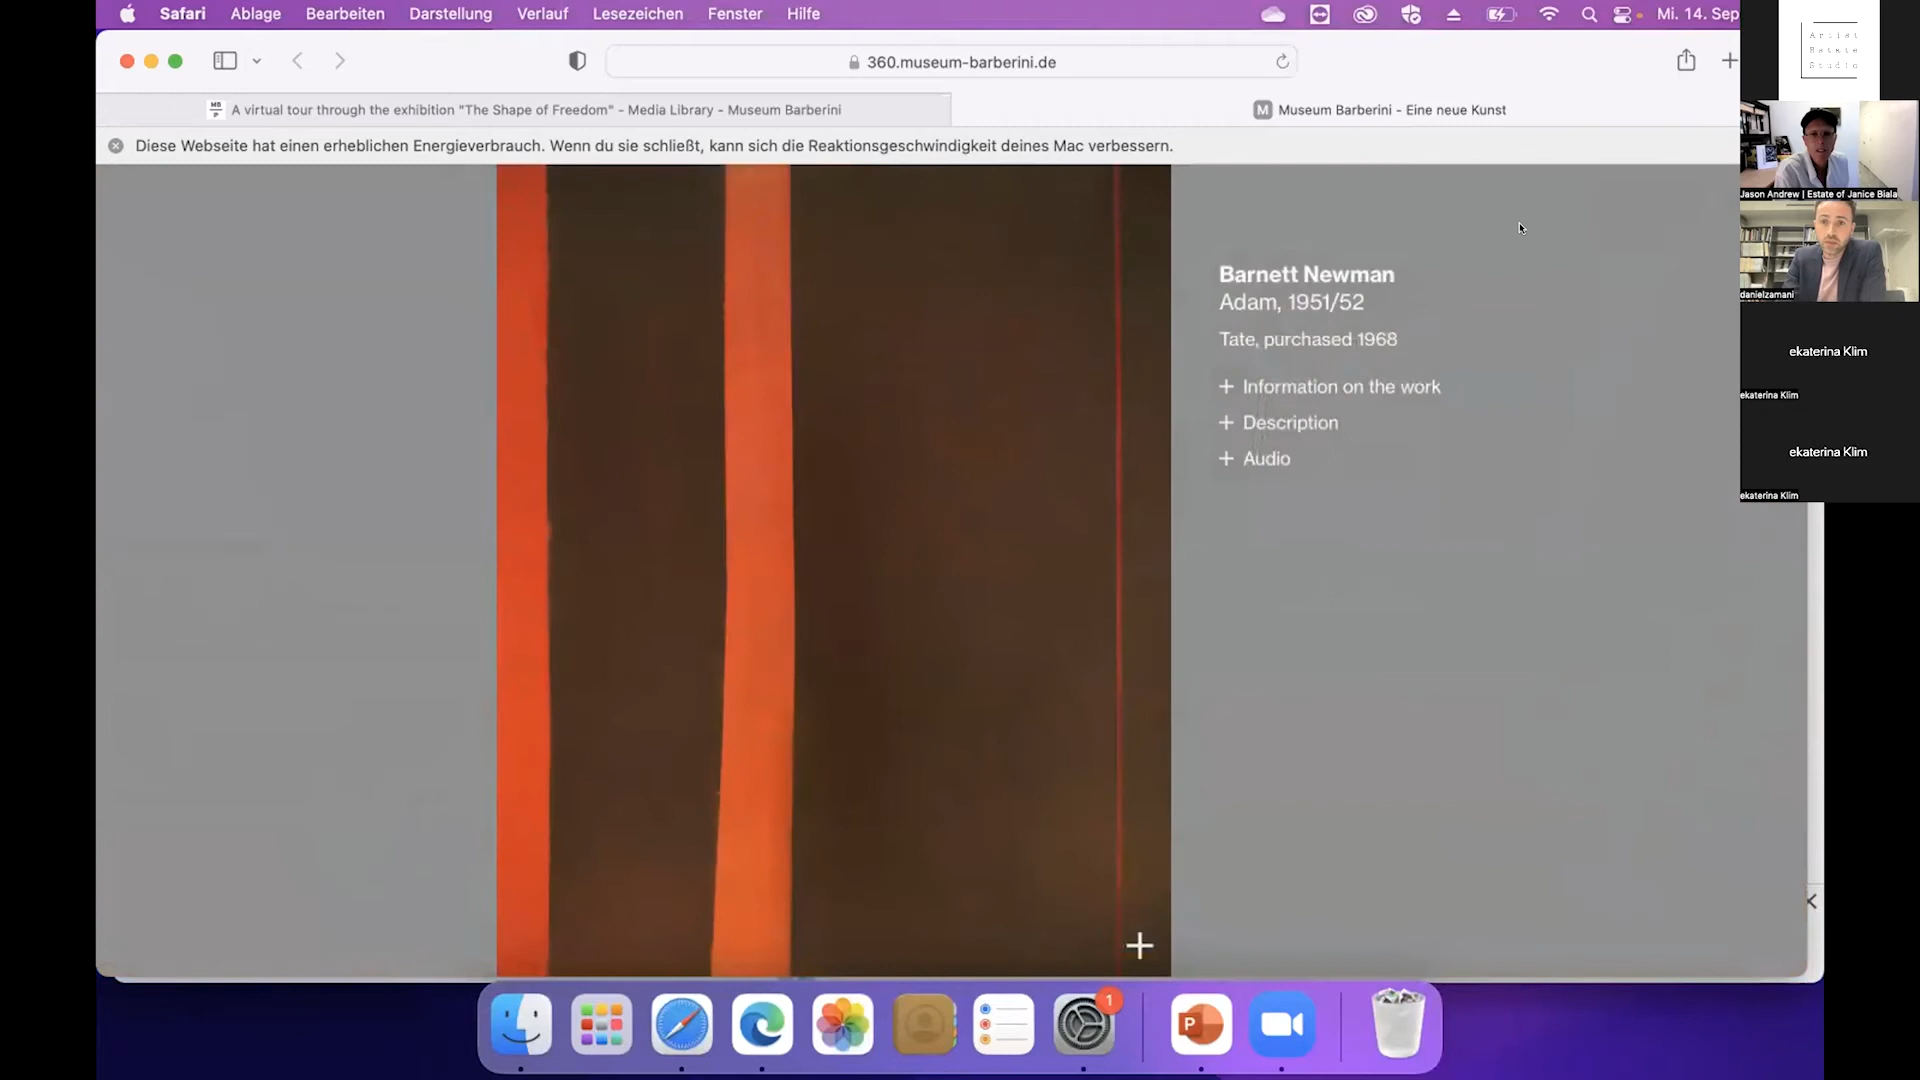 Safari Ablage Bearbeiten Darstellung Verlauf Lesezeichen Fenster Hilfe
Mi. 14. Sep
360.museum-barberini.de
A virtual tour through the exhibition "The Shape of Freedom" - Media Library - Museum Barberini
M Museum Barberini - Eine neue Kunst
Diese Webseite hat einen erheblichen Energieverbrauch. Wenn du sie schließt, kann sich die Reaktionsgeschwindigkeit deines Mac verbessern.
Artist
Estate
Studio
Jason Andrew | Estate of Janice Biala
danielzamani
ekaterina Klim
ekaterina Klim
ekaterina Klim
ekaterina Klim
Barnett Newman
Adam, 1951/52
Tate, purchased 1968
+ Information on the work
+ Description
+ Audio
1
P